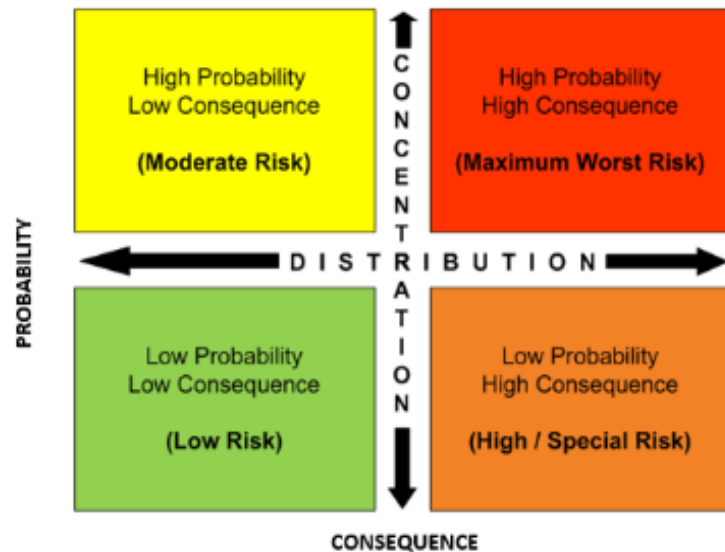 High Probability
Low Consequence
(Moderate Risk)
High Probability
High Consequence
(Maximum Worst Risk)
CONCENTRATION
DISTRIBUTION
PROBABILITY
Low Probability
Low Consequence
(Low Risk)
Low Probability
High Consequence
(High / Special Risk)
CONSEQUENCE